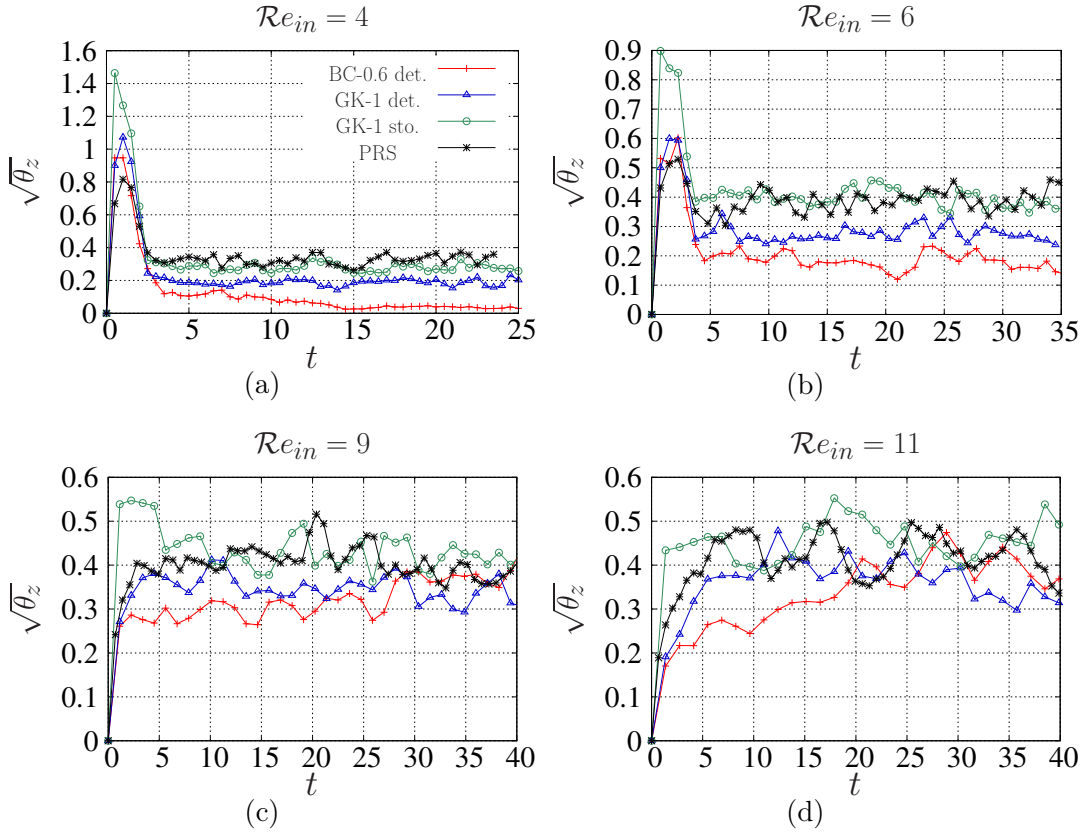 Re_in = 4
√θ_z
1.6
1.4
1.2
1
0.8
0.6
0.4
0.2
0
BC-0.6 det.
GK-1 det.
GK-1 sto.
PRS
0 5 10 15 20 25
t
(a)
Re_in = 6
√θ_z
0.9
0.8
0.7
0.6
0.5
0.4
0.3
0.2
0.1
0
0 5 10 15 20 25 30 35
t
(b)
Re_in = 9
√θ_z
0.6
0.5
0.4
0.3
0.2
0.1
0
0 5 10 15 20 25 30 35 40
t
(c)
Re_in = 11
√θ_z
0.6
0.5
0.4
0.3
0.2
0.1
0
0 5 10 15 20 25 30 35 40
t
(d)